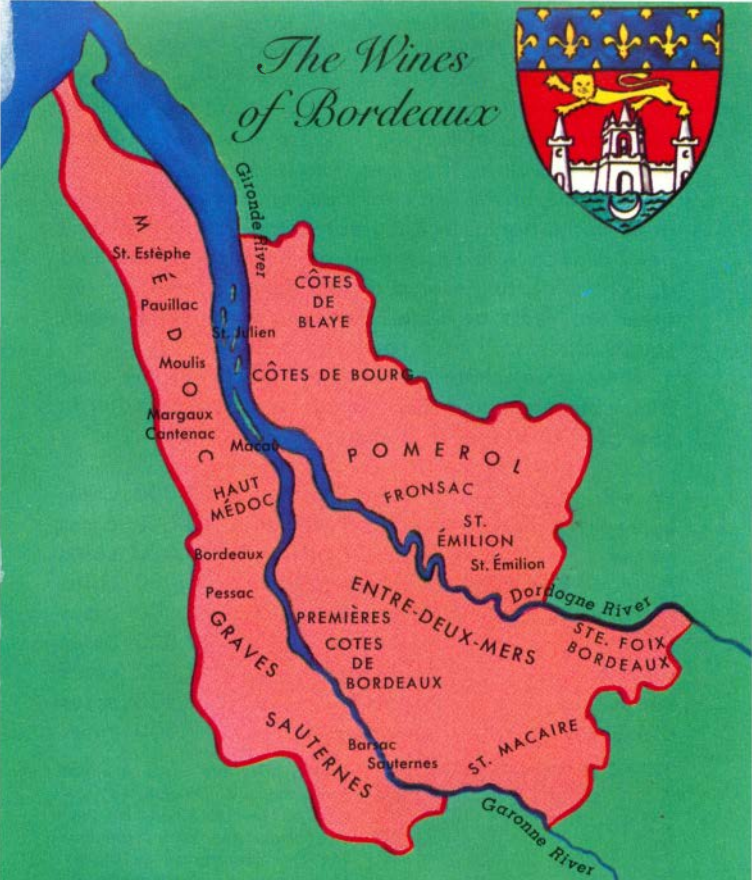 The Wines
of Bordeaux
Gironde River
MÉDOC
St. Estèphe
Pauillac
St. Julien
Moulis
Margaux
Cantenac
Macau
CÔTES
DE
BLAYE
CÔTES DE BOURG
POMEROL
FRONSAC
ST.
ÉMILION
St. Émilion
HAUT
MÉDOC
Bordeaux
Pessac
GRAVES
Dordogne River
ENTRE-DEUX-MERS
PREMIÈRES
COTES
DE
BORDEAUX
STE. FOIX
BORDEAUX
SAUTERNES
Barsac
Sauternes
ST. MACAIRE
Garonne River